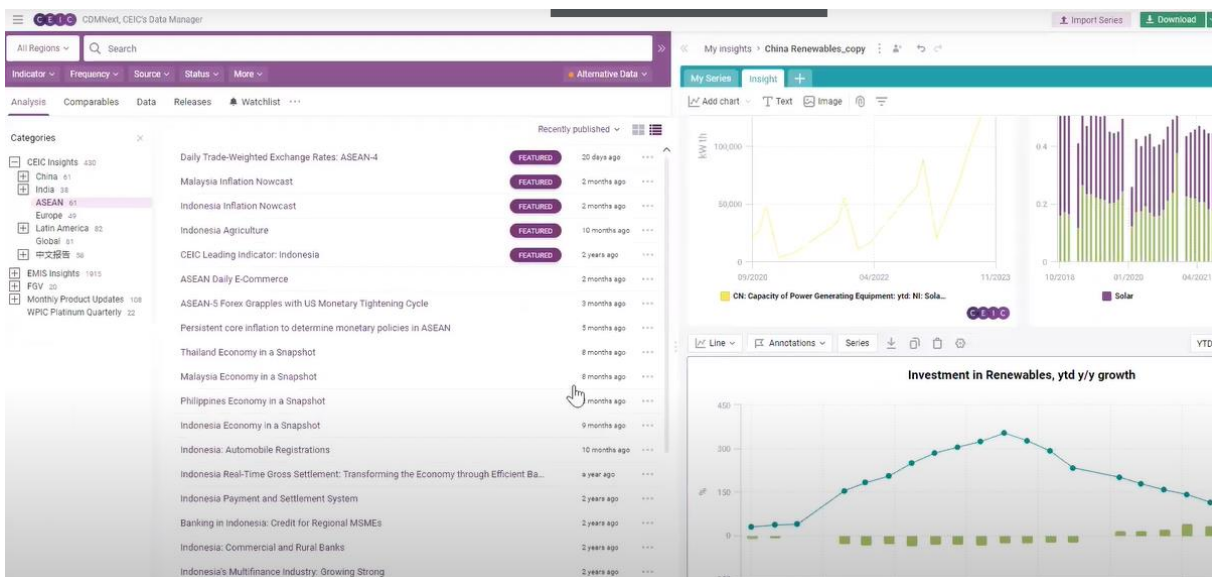 CEIC CDMNext, CEIC's Data Manager
Import Series
Download
All Regions
Search
Indicator Frequency Source Status More
Alternative Data
Analysis Comparables Data Releases Watchlist
Recently published
Categories
CEIC Insights 430
China 61
India 38
ASEAN 61
Europe 49
Latin America 82
Global 81
中文报告 58
EMIS Insights 1915
FGV 20
Monthly Product Updates 108
WPIC Platinum Quarterly 22
Daily Trade-Weighted Exchange Rates: ASEAN-4 FEATURED 20 days ago
Malaysia Inflation Nowcast FEATURED 2 months ago
Indonesia Inflation Nowcast FEATURED 2 months ago
Indonesia Agriculture FEATURED 10 months ago
CEIC Leading Indicator: Indonesia FEATURED 2 years ago
ASEAN Daily E-Commerce 2 months ago
ASEAN-5 Forex Grapples with US Monetary Tightening Cycle 3 months ago
Persistent core inflation to determine monetary policies in ASEAN 5 months ago
Thailand Economy in a Snapshot 8 months ago
Malaysia Economy in a Snapshot 8 months ago
Philippines Economy in a Snapshot months ago
Indonesia Economy in a Snapshot 9 months ago
Indonesia: Automobile Registrations 10 months ago
Indonesia Real-Time Gross Settlement: Transforming the Economy through Efficient Ba... a year ago
Indonesia Payment and Settlement System 2 years ago
Banking in Indonesia: Credit for Regional MSMEs 2 years ago
Indonesia: Commercial and Rural Banks 2 years ago
Indonesia's Multifinance Industry: Growing Strong 2 years ago
My insights > China Renewables_copy
My Series Insight
Add chart Text Image
kW th
100,000
50,000
0
09/2020 04/2022 11/2023
CN: Capacity of Power Generating Equipment: ytd: NI: Sola...
CEIC
0.4
0.2
0
10/2018 01/2020 04/2021
Solar
Line Annotations Series
YTD
Investment in Renewables, ytd y/y growth
450
300
150
0
%